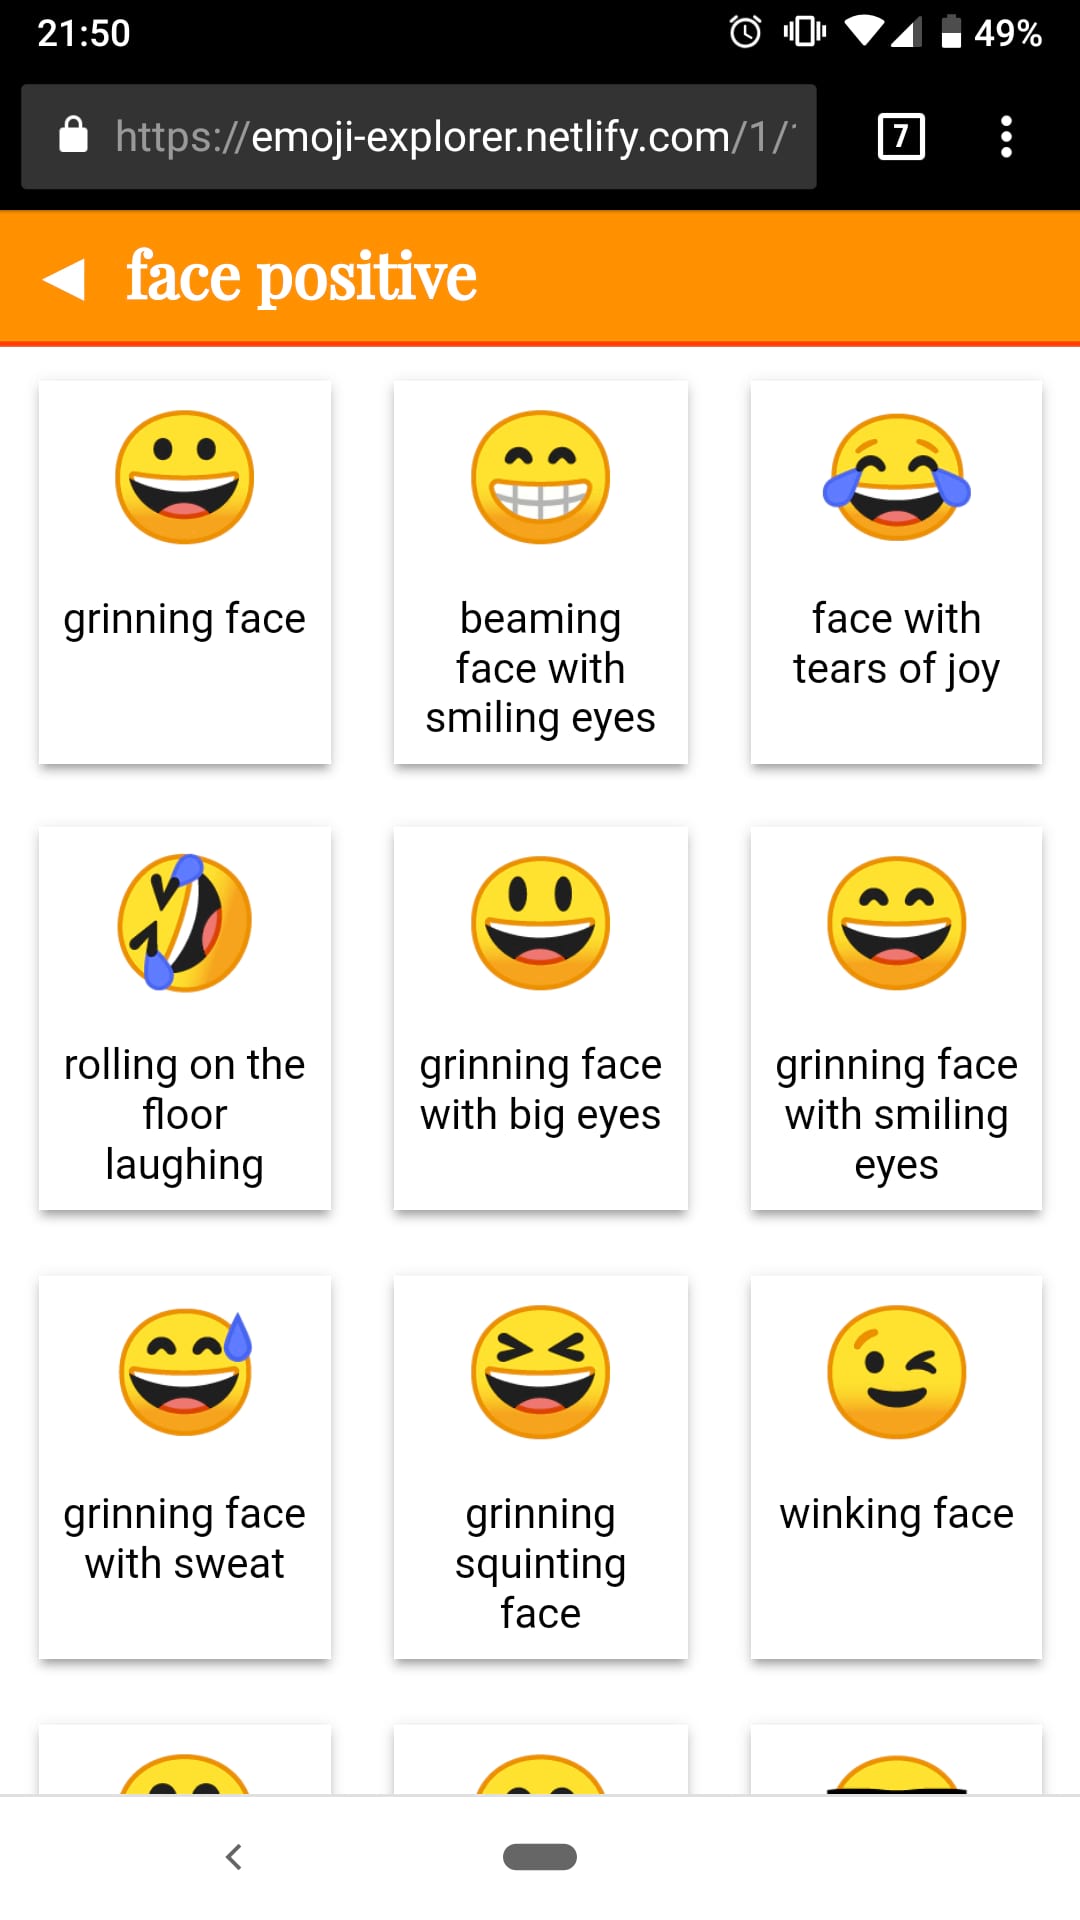 21:50
49%
https://emoji-explorer.netlify.com/1/
7
face positive
grinning face
beaming
face with
smiling eyes
face with
tears of joy
rolling on the
floor
laughing
grinning face
with big eyes
grinning face
with smiling
eyes
grinning face
with sweat
grinning
squinting
face
winking face